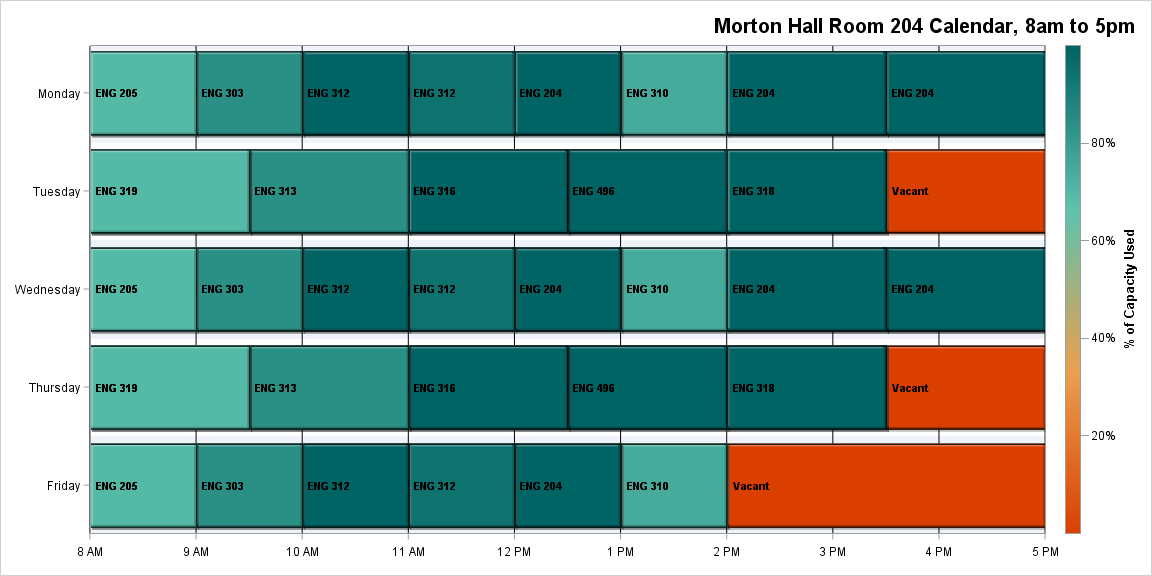 Morton Hall Room 204 Calendar, 8am to 5pm
Monday ENG 205 ENG 303 ENG 312 ENG 312 ENG 204 ENG 310 ENG 204 ENG 204
80%
Tuesday ENG 319 ENG 313 ENG 316 ENG 496 ENG 318 Vacant
60%
% of Capacity Used
Wednesday ENG 205 ENG 303 ENG 312 ENG 312 ENG 204 ENG 310 ENG 204 ENG 204
40%
Thursday ENG 319 ENG 313 ENG 316 ENG 496 ENG 318 Vacant
20%
Friday ENG 205 ENG 303 ENG 312 ENG 312 ENG 204 ENG 310 Vacant
8 AM 9 AM 10 AM 11 AM 12 PM 1 PM 2 PM 3 PM 4 PM 5 PM